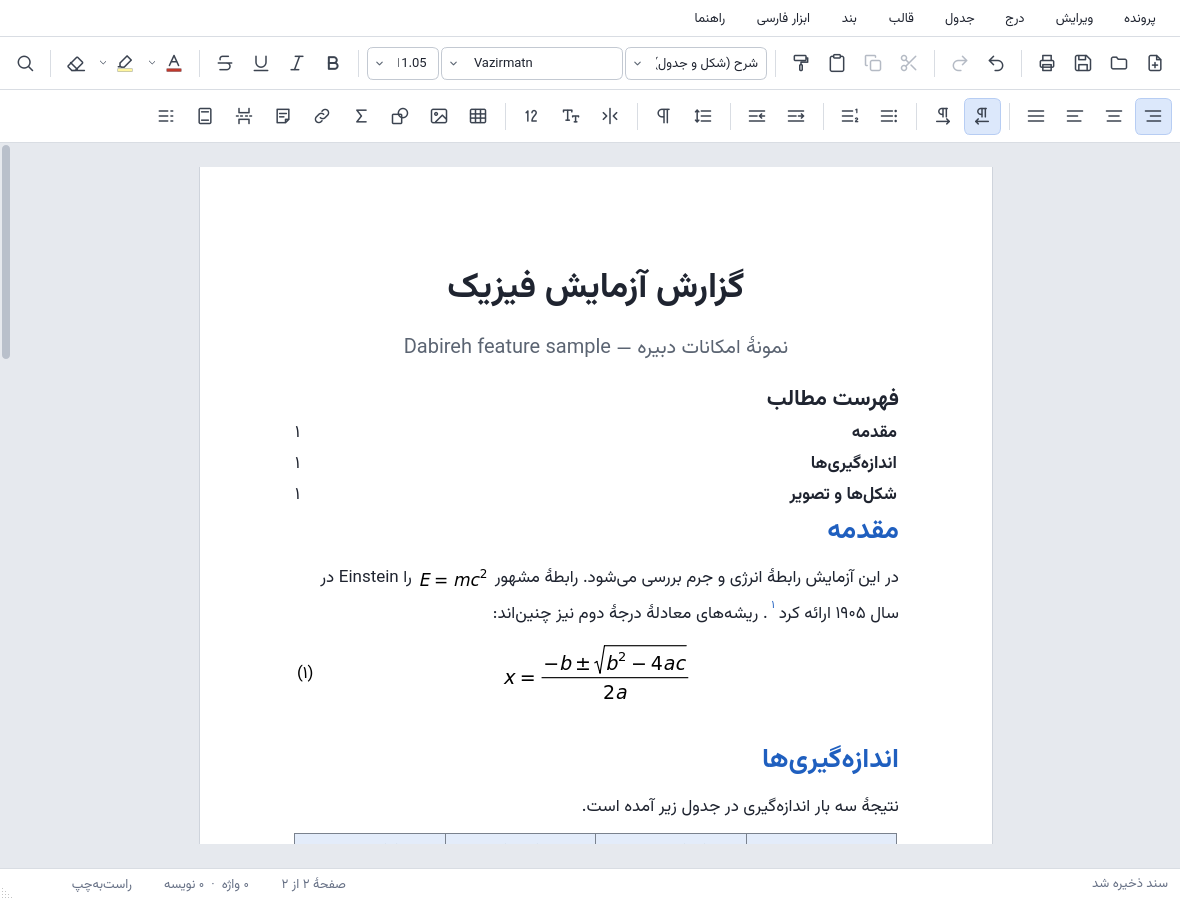 پرونده ویرایش درج جدول قالب بند ابزار فارسی راهنما
شرح (شکل و جدول) Vazirmatn 11.05 B I U S A
¶ 12 Tт Σ
گزارش آزمایش فیزیک
نمونهٔ امکانات دبیره — Dabireh feature sample
فهرست مطالب
مقدمه ۱
اندازه‌گیری‌ها ۱
شکل‌ها و تصویر ۱
مقدمه
در این آزمایش رابطهٔ انرژی و جرم بررسی می‌شود. رابطهٔ مشهور E = mc² را Einstein در
سال ۱۹۰۵ ارائه کرد۱. ریشه‌های معادلهٔ درجهٔ دوم نیز چنین‌اند:
x = (−b ± √(b² − 4ac)) / 2a (۱)
اندازه‌گیری‌ها
نتیجهٔ سه بار اندازه‌گیری در جدول زیر آمده است.
سند ذخیره شد صفحهٔ ۲ از ۲ ۰ واژه · ۰ نویسه راست‌به‌چپ